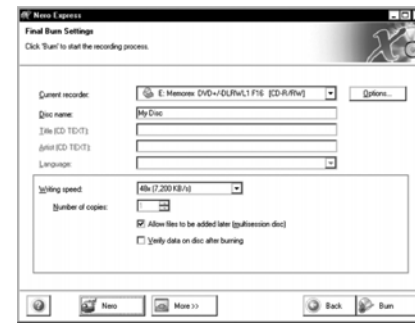 Nero Express
Final Burn Settings
Click 'Burn' to start the recording process.
Current recorder:
E: Memorex DVD+/-DLRWL1 F16 [CD-R/RW]
Options...
Disc name:
My Disc
Title (CD TEXT):
Artist (CD TEXT):
Language:
Writing speed:
48x (7,200 KB/s)
Number of copies:
1
Allow files to be added later (multisession disc)
Verify data on disc after burning
Nero
More >>
Back
Burn